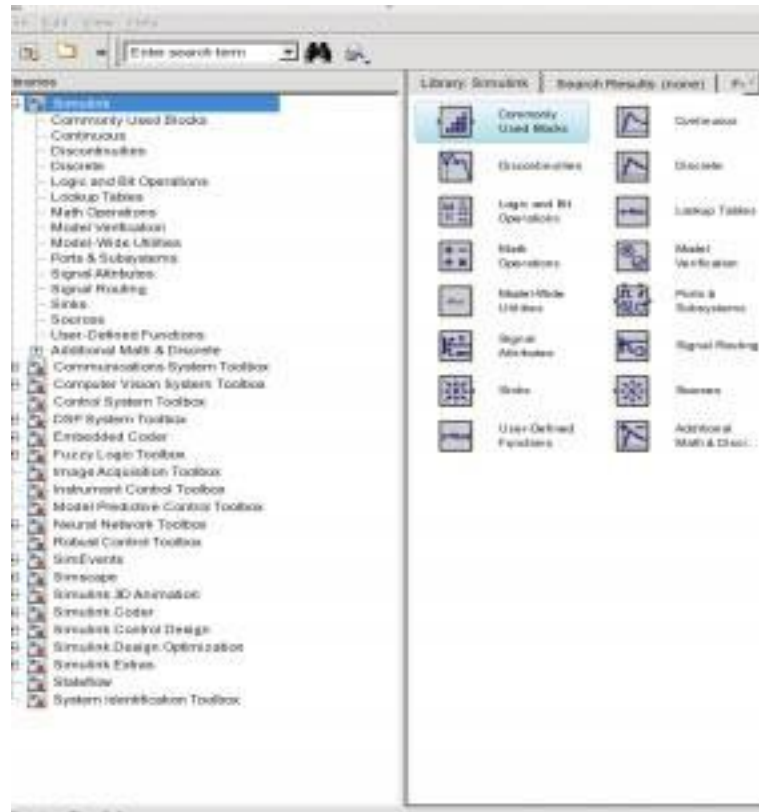 Edit View Help
Enter search term
Libraries
Simulink
Commonly Used Blocks
Continuous
Discontinuities
Discrete
Logic and Bit Operations
Lookup Tables
Math Operations
Model Verification
Model-Wide Utilities
Ports & Subsystems
Signal Attributes
Signal Routing
Sinks
Sources
User-Defined Functions
Additional Math & Discrete
Communications System Toolbox
Computer Vision System Toolbox
Control System Toolbox
DSP System Toolbox
Embedded Coder
Fuzzy Logic Toolbox
Image Acquisition Toolbox
Instrument Control Toolbox
Model Predictive Control Toolbox
Neural Network Toolbox
Robust Control Toolbox
SimEvents
Simscape
Simulink 3D Animation
Simulink Coder
Simulink Control Design
Simulink Design Optimization
Simulink Extras
Stateflow
System Identification Toolbox
Library: Simulink
Search Results: (none)
Commonly
Used Blocks
Continuous
Discontinuities
Discrete
Logic and Bit
Operations
Lookup Tables
Math
Operations
Model
Verification
Model-Wide
Utilities
Ports &
Subsystems
Signal
Attributes
Signal Routing
Sinks
Sources
User-Defined
Functions
Additional
Math & Discr...